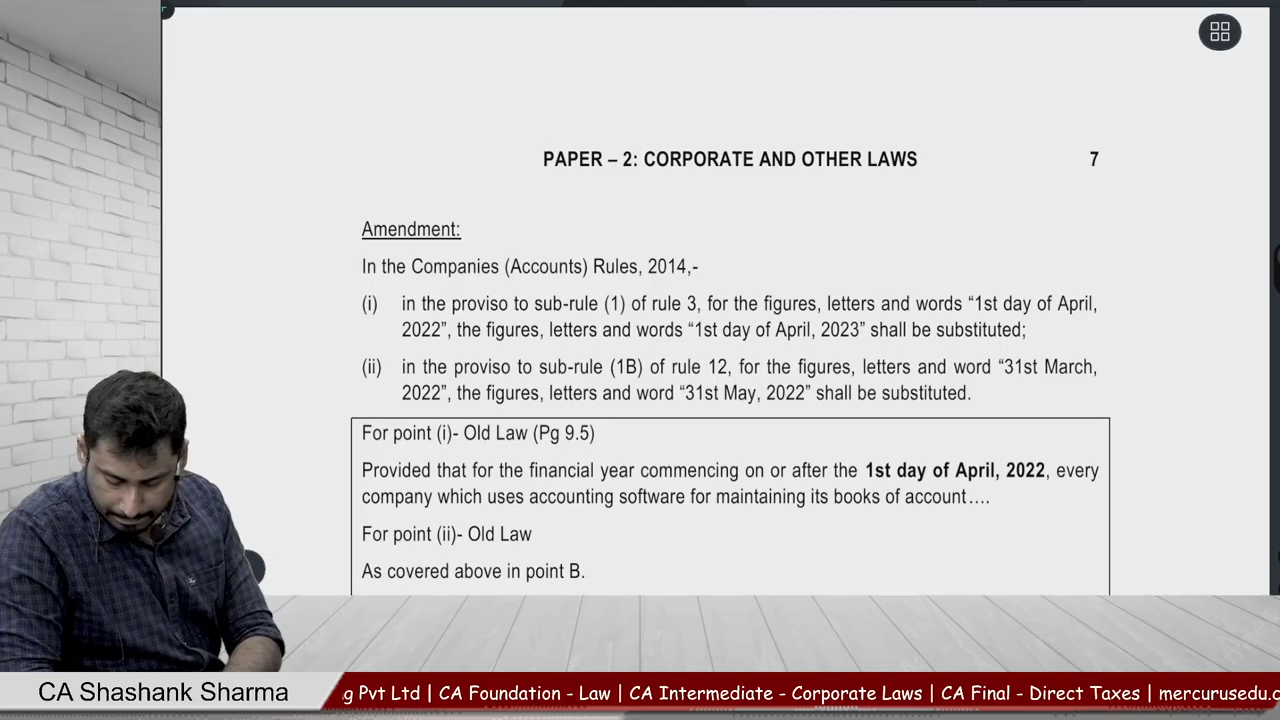 PAPER – 2: CORPORATE AND OTHER LAWS 7
Amendment:
In the Companies (Accounts) Rules, 2014,-
(i) in the proviso to sub-rule (1) of rule 3, for the figures, letters and words “1st day of April,
2022”, the figures, letters and words “1st day of April, 2023” shall be substituted;
(ii) in the proviso to sub-rule (1B) of rule 12, for the figures, letters and word “31st March,
2022”, the figures, letters and word “31st May, 2022” shall be substituted.
For point (i)- Old Law (Pg 9.5)
Provided that for the financial year commencing on or after the 1st day of April, 2022, every
company which uses accounting software for maintaining its books of account….
For point (ii)- Old Law
As covered above in point B.
CA Shashank Sharma
g Pvt Ltd | CA Foundation - Law | CA Intermediate - Corporate Laws | CA Final - Direct Taxes | mercurusedu.c